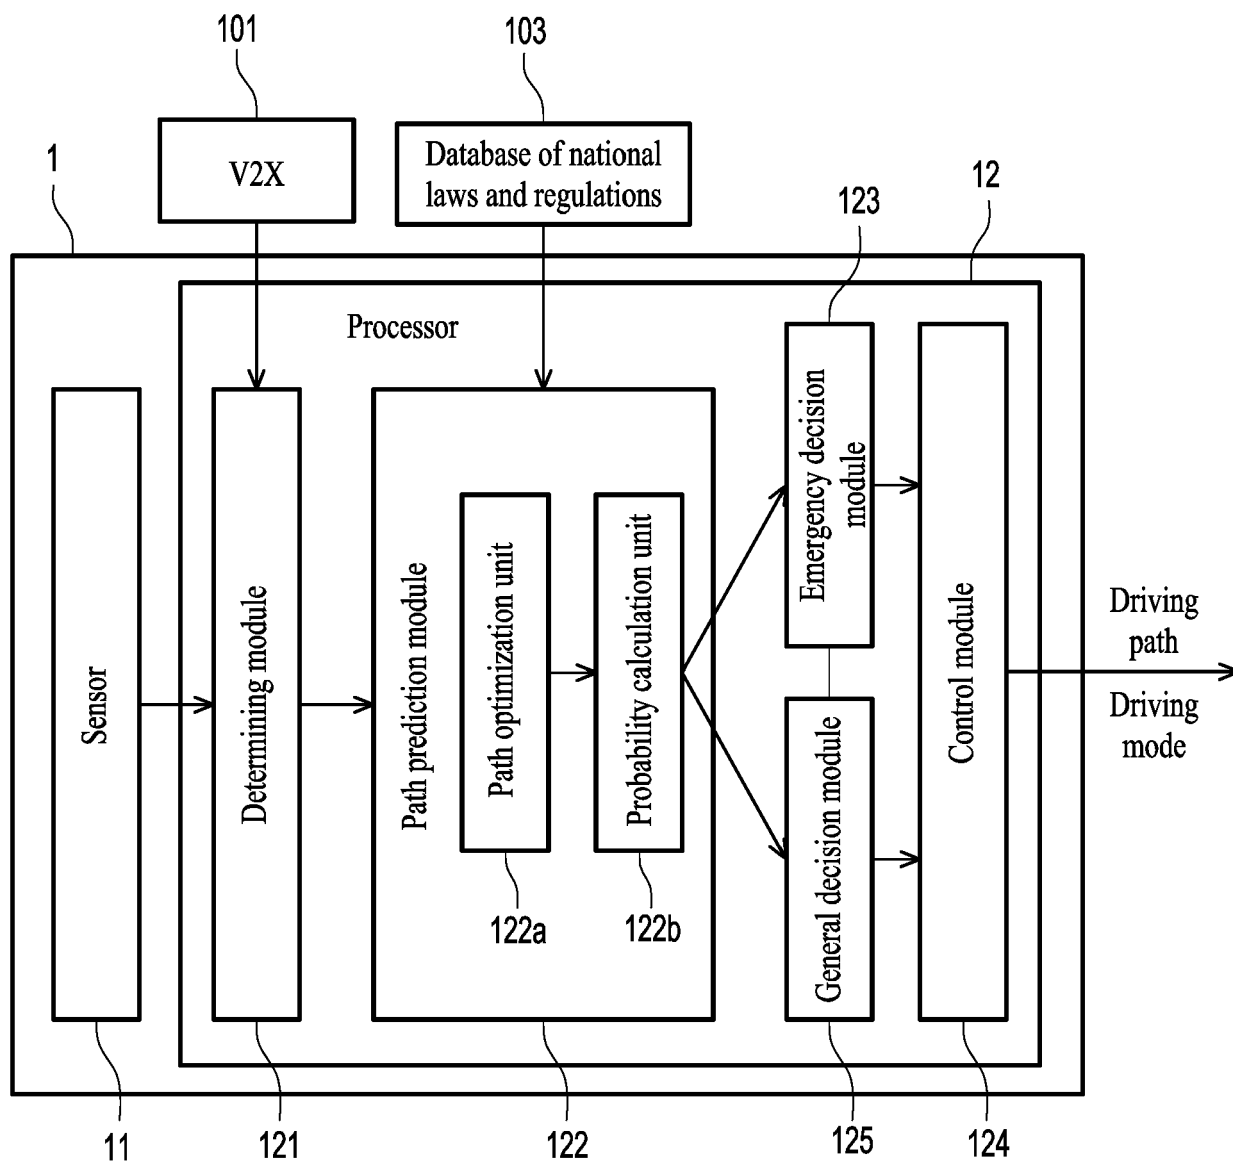 101
103
1
V2X
Database of national
laws and regulations
12
123
Processor
Sensor
Determining module
Path prediction module
Path optimization unit
Probability calculation unit
Emergency decision
module
General decision module
Control module
Driving
path
Driving
mode
122a
122b
11
121
122
125
124